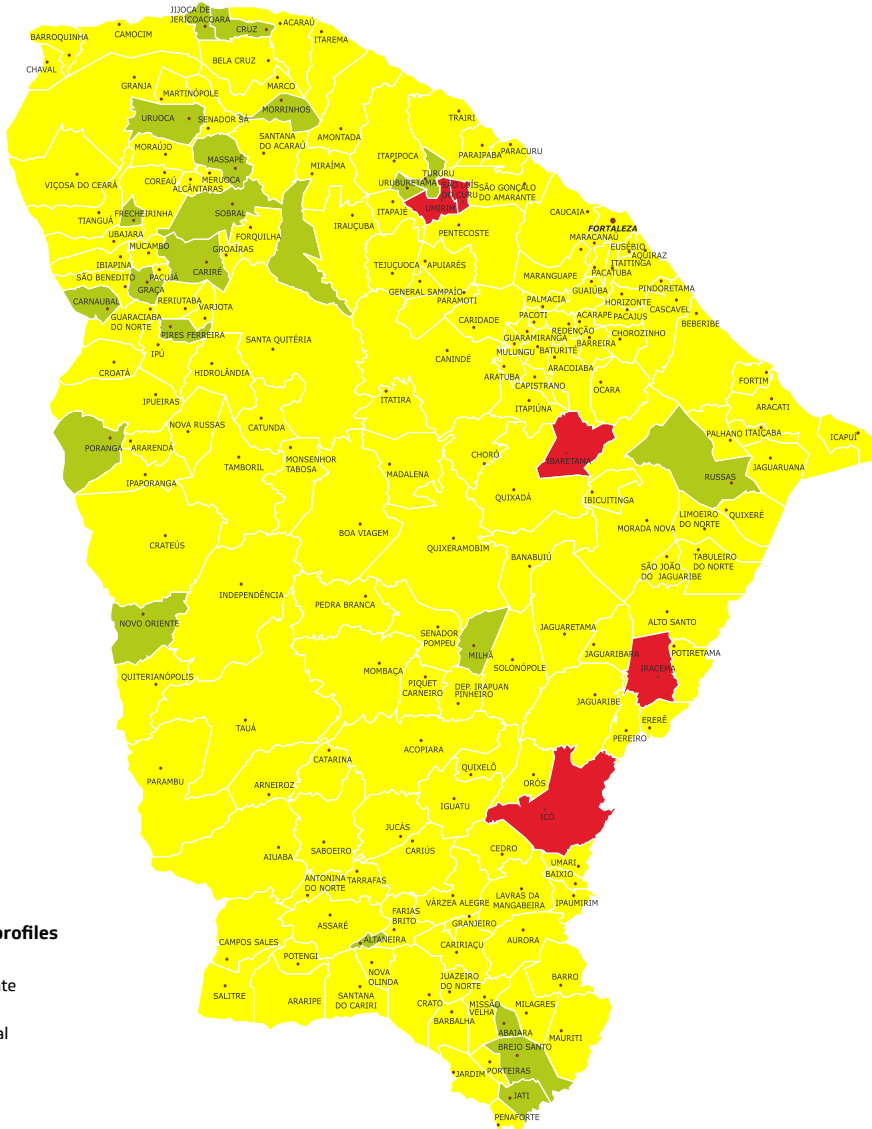 JIJOCA DE
JERICOACOARA
CRUZ
ACARAÚ
ITAREMA
BARROQUINHA
CAMOCIM
CHAVAL
BELA CRUZ
GRANJA
MARCO
MARTINÓPOLE
MORRINHOS
URUOCA
SENADOR SÁ
TRAIRI
SANTANA
DO ACARAÚ
AMONTADA
MORAÚJO
MASSAPÊ
ITAPIPOCA
PARAIPABA
PARACURU
MIRAÍMA
TURURU
VIÇOSA DO CEARÁ
COREAÚ
MERUOCA
ALCÂNTARAS
URUBURETAMA
SÃO LUÍS
DO CURU
SÃO GONÇALO
DO AMARANTE
UMIRIM
TIANGUÁ
FRECHEIRINHA
SOBRAL
ITAPAJÉ
CAUCAIA
IRAUÇUBA
FORTALEZA
UBAJARA
FORQUILHA
PENTECOSTE
MARACANAÚ
MUCAMBO
GROAÍRAS
EUSÉBIO
AQUIRAZ
IBIAPINA
TEJUÇUOCA
APUIARÉS
ITAITINGA
SÃO BENEDITO
PACUJÁ
CARIRÉ
MARANGUAPE
PACATUBA
GRAÇA
GENERAL SAMPAÍO
GUAIÚBA
PINDORETAMA
CARNAUBAL
RERIUTABA
VARJOTA
PARAMOTI
PALMACIA
HORIZONTE
CASCAVEL
GUARACIABA
DO NORTE
PACOTI
ACARAPE
PACAJUS
BEBERIBE
CARIDADE
REDENÇÃO
PIRES FERREIRA
GUARAMIRANGA
BARREIRA
CHOROZINHO
SANTA QUITÉRIA
MULUNGU
BATURITÉ
IPÚ
CANINDÉ
ARACOIABA
CROATÁ
HIDROLÂNDIA
ARATUBA
CAPISTRANO
OCARA
FORTIM
IPUEIRAS
ITATIRA
ITAPIÚNA
ARACATI
NOVA RUSSAS
CATUNDA
PALHANO
ITAIÇABA
ICAPUÍ
PORANGA
ARARENDÁ
CHORÓ
IBARETAMA
TAMBORIL
MONSENHOR
TABOSA
MADALENA
JAGUARUANA
IPAPORANGA
RUSSAS
QUIXADÁ
IBICUITINGA
LIMOEIRO
DO NORTE
QUIXERÉ
MORADA NOVA
BOA VIAGEM
CRATEÚS
QUIXERAMOBIM
BANABUIÚ
TABULEIRO
DO NORTE
SÃO JOÃO
DO JAGUARIBE
INDEPENDÊNCIA
PEDRA BRANCA
NOVO ORIENTE
ALTO SANTO
SENADOR
POMPEU
JAGUARETAMA
MILHÃ
JAGUARIBARA
POTIRETAMA
MOMBAÇA
SOLONÓPOLE
IRACEMA
QUITERIANÓPOLIS
PIQUET
CARNEIRO
DEP. IRAPUAN
PINHEIRO
JAGUARIBE
TAUÁ
ERERÊ
PEREIRO
ACOPIARA
CATARINA
QUIXELÔ
PARAMBU
ARNEIROZ
ORÓS
IGUATU
ICÓ
JUCÁS
SABOEIRO
CARIÚS
CEDRO
AIUABA
UMARI
BAIXIO
ANTONINA
DO NORTE
TARRAFAS
LAVRAS DA
MANGABEIRA
VÁRZEA ALEGRE
IPAUMIRIM
FARIAS
BRITO
ASSARÉ
GRANJEIRO
profiles
ALTANEIRA
AURORA
CAMPOS SALES
CARIRIAÇU
POTENGI
NOVA
OLINDA
JUAZEIRO
DO NORTE
BARRO
te
SALITRE
ARARIPE
SANTANA
DO CARIRI
CRATO
MISSÃO
VELHA
MILAGRES
BARBALHA
al
ABAIARA
MAURITI
BREJO SANTO
JARDIM
PORTEIRAS
JATI
PENAFORTE